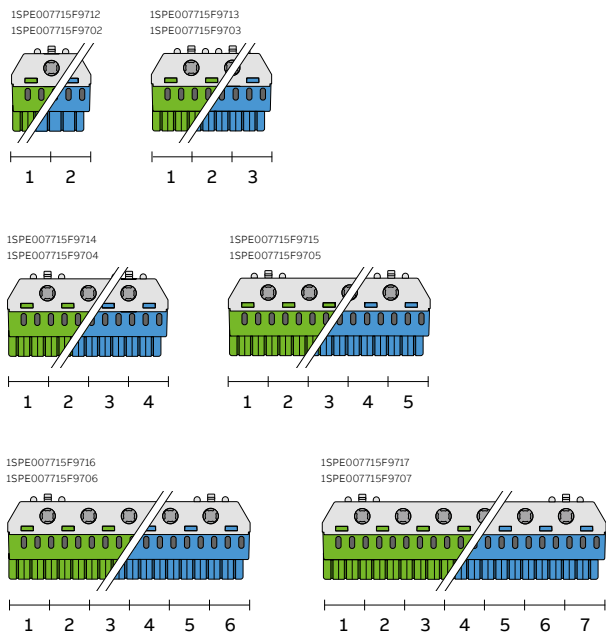 1SPE007715F9712
1SPE007715F9702
1 2
1SPE007715F9713
1SPE007715F9703
1 2 3
1SPE007715F9714
1SPE007715F9704
1 2 3 4
1SPE007715F9715
1SPE007715F9705
1 2 3 4 5
1SPE007715F9716
1SPE007715F9706
1 2 3 4 5 6
1SPE007715F9717
1SPE007715F9707
1 2 3 4 5 6 7